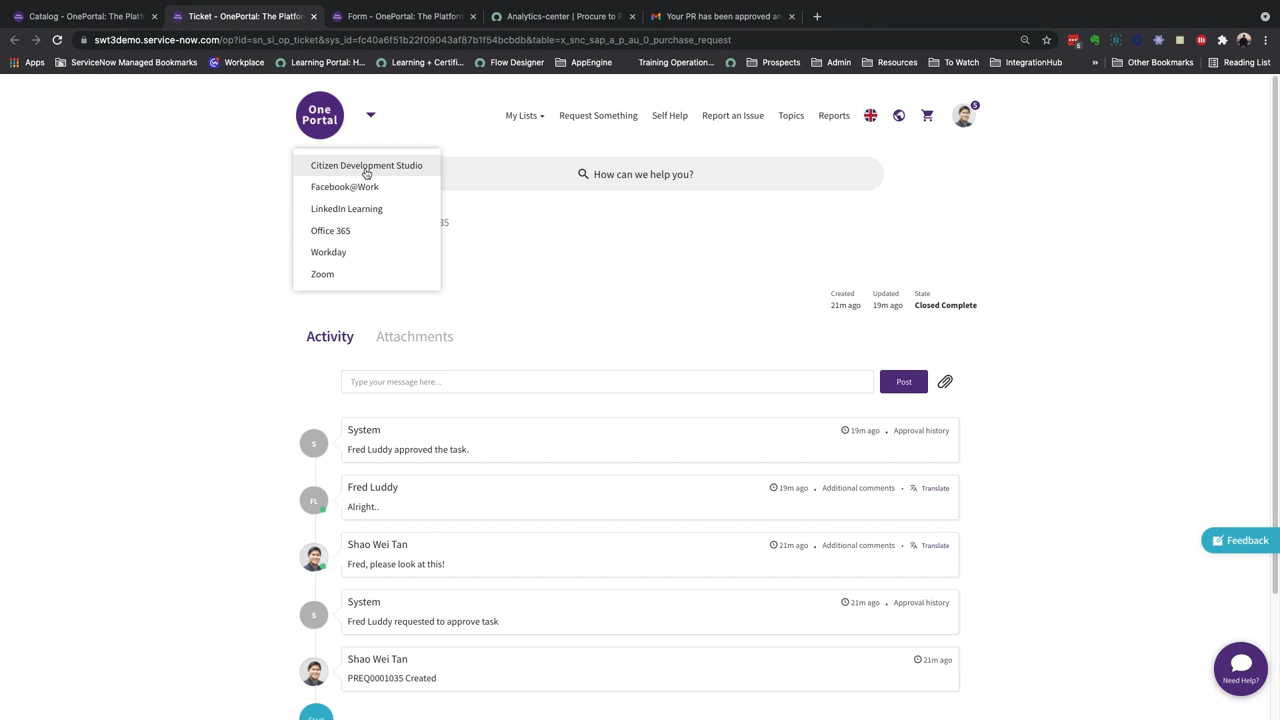 Catalog - OnePortal: The Platf
Ticket - OnePortal: The Platform
Form - OnePortal: The Platform
Analytics-center | Procure to P
Your PR has been approved an
swt3demo.service-now.com/op?id=sn_si_op_ticket&sys_id=fc40a6f51b22f09043af87b1f54bcbdb&table=x_snc_sap_a_p_au_0_purchase_request
5
Apps
ServiceNow Managed Bookmarks
Workplace
Learning Portal: H...
Learning + Certifi...
Flow Designer
AppEngine
Training Operation...
Prospects
Admin
Resources
To Watch
IntegrationHub
»
Other Bookmarks
Reading List
One
Portal
My Lists
Request Something
Self Help
Report an Issue
Topics
Reports
5
Citizen Development Studio
Facebook@Work
LinkedIn Learning
Office 365
Workday
Zoom
How can we help you?
35
Created
21m ago
Updated
19m ago
State
Closed Complete
Activity
Attachments
Type your message here...
Post
S
System
19m ago . Approval history
Fred Luddy approved the task.
FL
Fred Luddy
19m ago . Additional comments • Translate
Alright..
Shao Wei Tan
21m ago . Additional comments • Translate
Fred, please look at this!
S
System
21m ago . Approval history
Fred Luddy requested to approve task
Shao Wei Tan
21m ago
PREQ0001035 Created
Start
Feedback
Need Help?